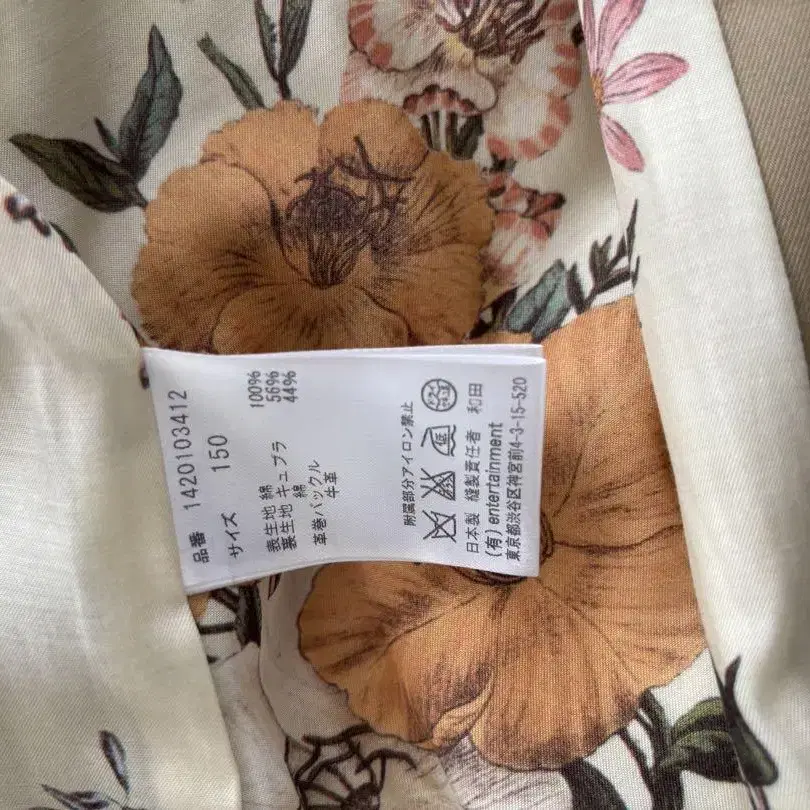 品番 1420103412
サイズ 150
表生地 綿 100%
裏生地 キュプラ 56%
綿 44%
革巻バックル
牛革
附属部分アイロン禁止
日本製 縫製責任者 和田
(有) entertainment
東京都渋谷区神宮前4-3-15-520